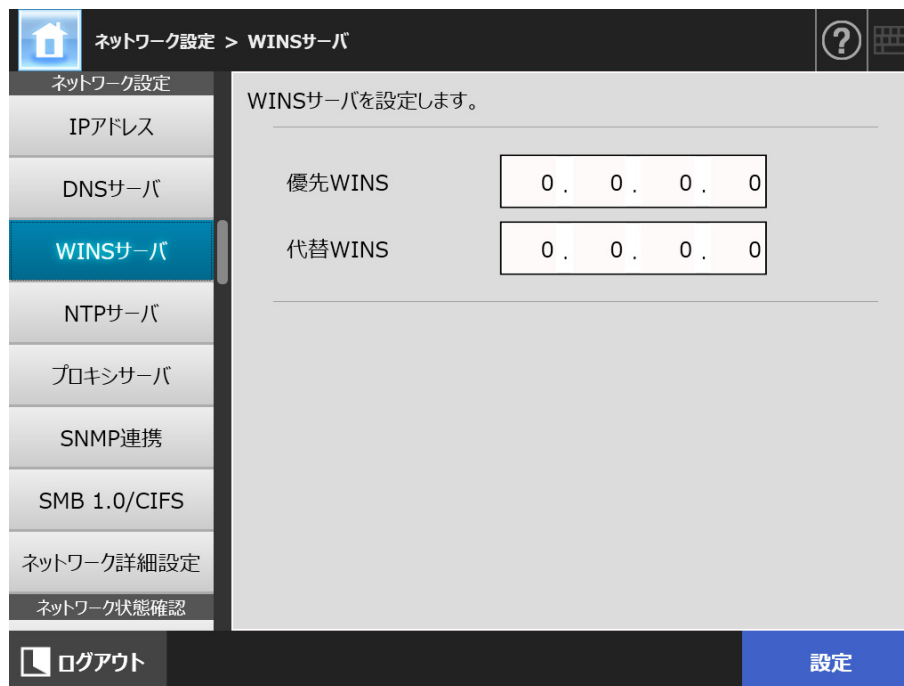 ネットワーク設定 > WINSサーバ
?
ネットワーク設定
IPアドレス
DNSサーバ
WINSサーバ
NTPサーバ
プロキシサーバ
SNMP連携
SMB 1.0/CIFS
ネットワーク詳細設定
ネットワーク状態確認
WINSサーバを設定します。
優先WINS 0. 0. 0. 0
代替WINS 0. 0. 0. 0
ログアウト
設定